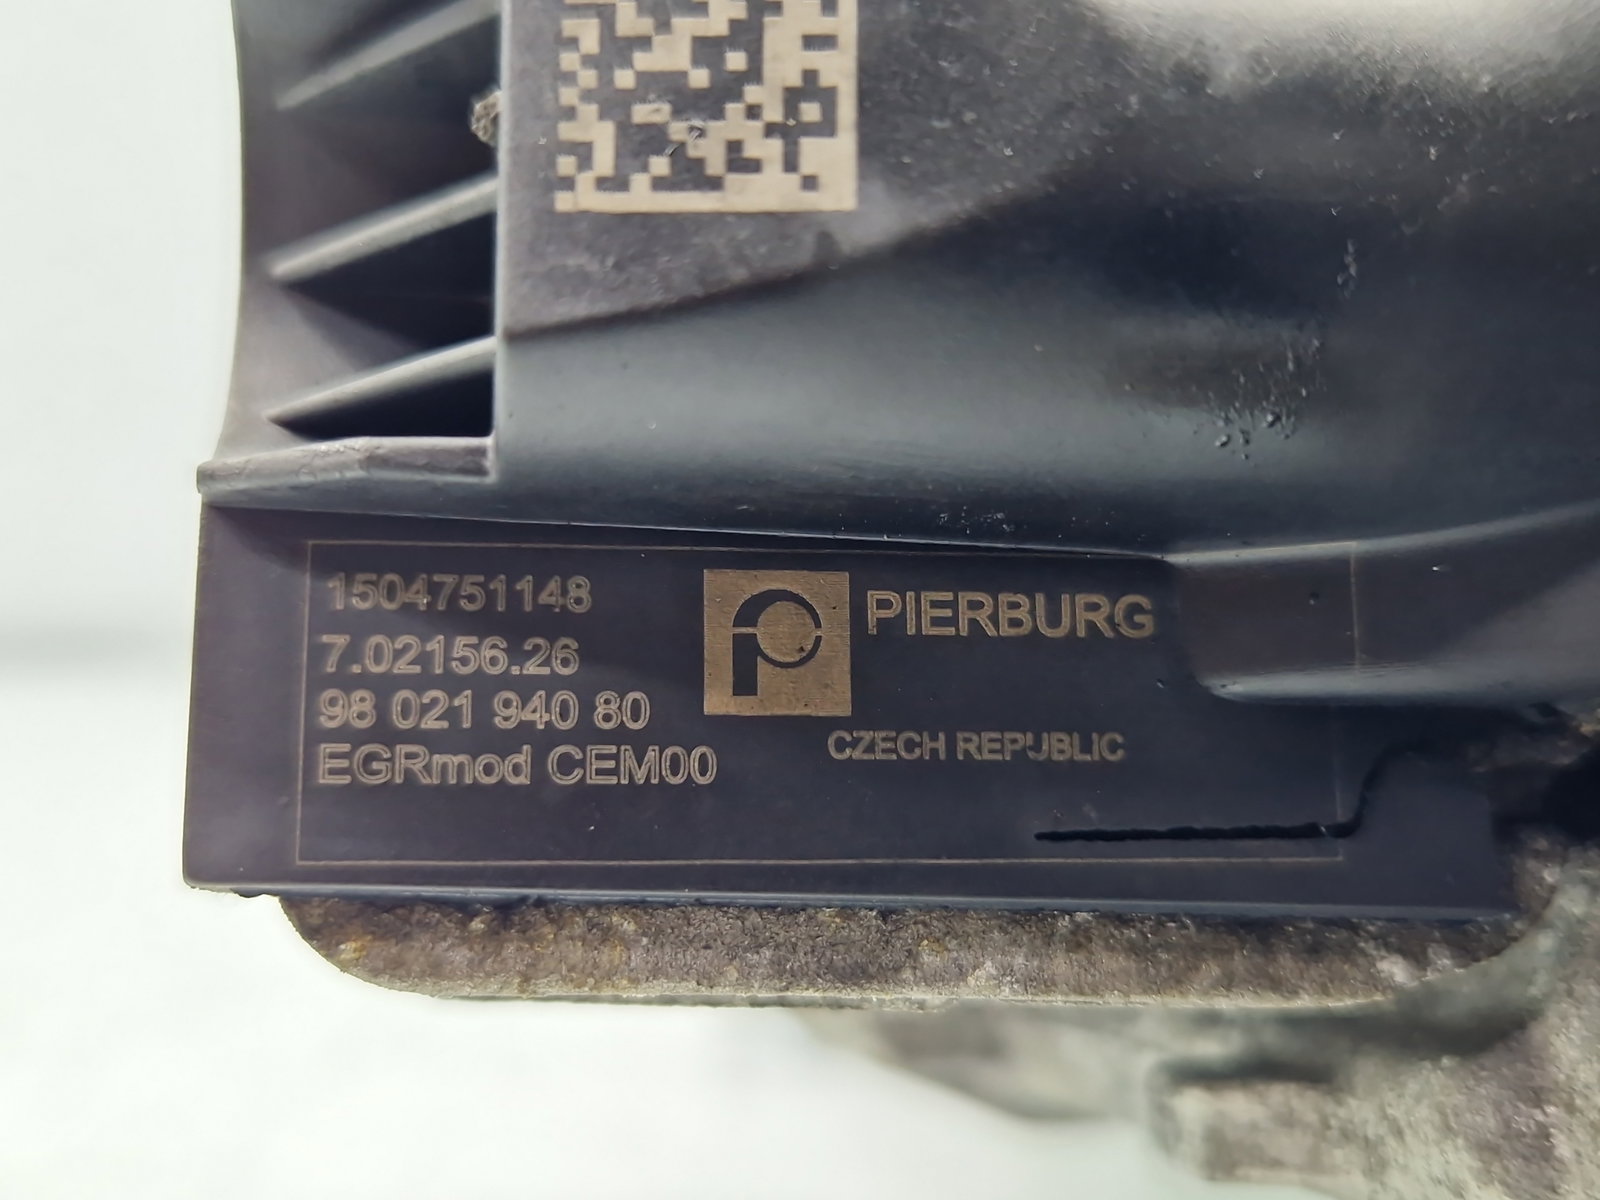 1504751148
7.02156.26
98 021 940 80
EGRmod CEM00
PIERBURG
CZECH REPUBLIC